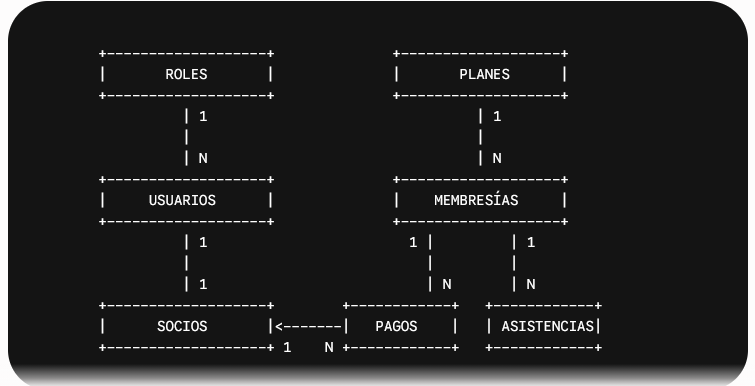 +-------------------+              +-------------------+
|       ROLES       |              |       PLANES      |
+-------------------+              +-------------------+
          | 1                                | 1
          |                                  |
          | N                                | N
+-------------------+              +-------------------+
|     USUARIOS      |              |    MEMBRESÍAS     |
+-------------------+              +-------------------+
          | 1                        1 |         | 1
          |                            |         |
          | 1                          | N       | N
+-------------------+        +------------+   +------------+
|      SOCIOS       |<-------|   PAGOS    |   | ASISTENCIAS|
+-------------------+ 1    N +------------+   +------------+